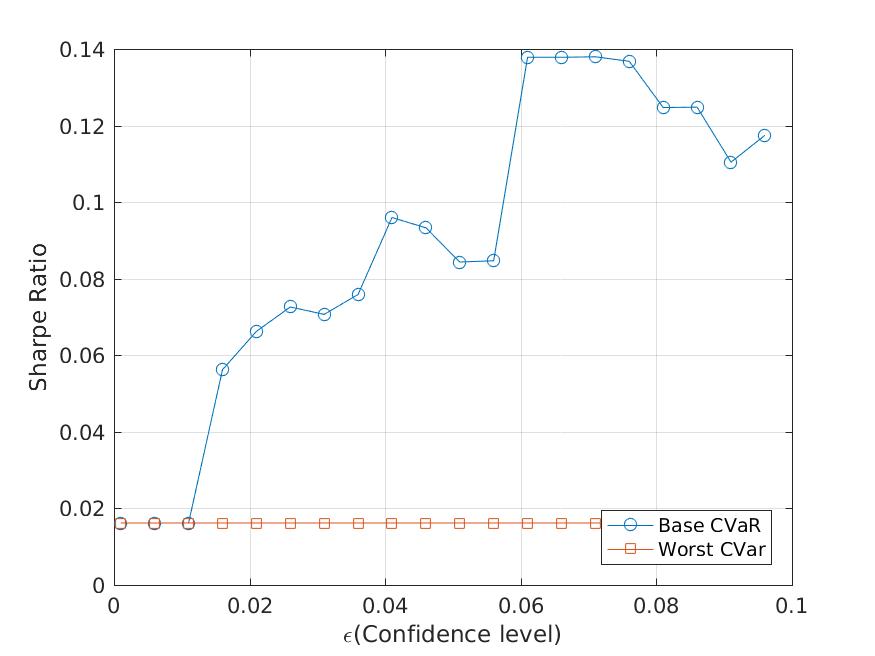 0.14
0.12
0.1
0.08
0.06
0.04
0.02
0
Sharpe Ratio
Base CVaR
Worst CVar
0 0.02 0.04 0.06 0.08 0.1
ϵ(Confidence level)